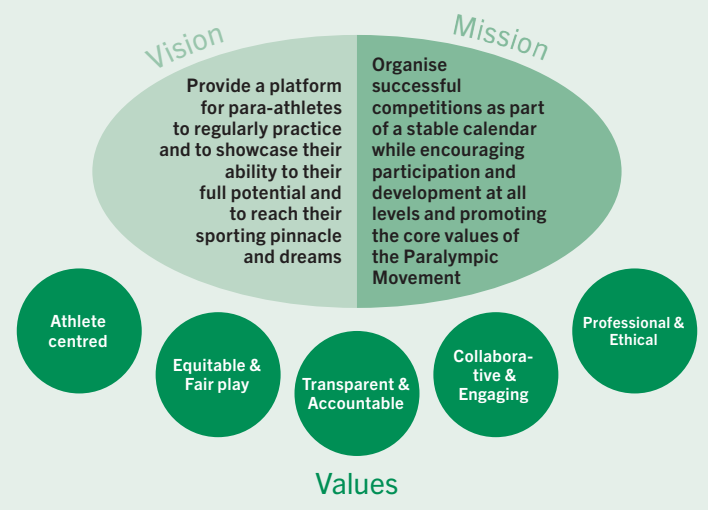 Vision
Provide a platform
for para-athletes
to regularly practice
and to showcase their
ability to their
full potential and
to reach their
sporting pinnacle
and dreams
Mission
Organise
successful
competitions as part
of a stable calendar
while encouraging
participation and
development at all
levels and promoting
the core values of
the Paralympic
Movement
Athlete
centred
Equitable &
Fair play
Transparent &
Accountable
Collabora-
tive &
Engaging
Professional &
Ethical
Values